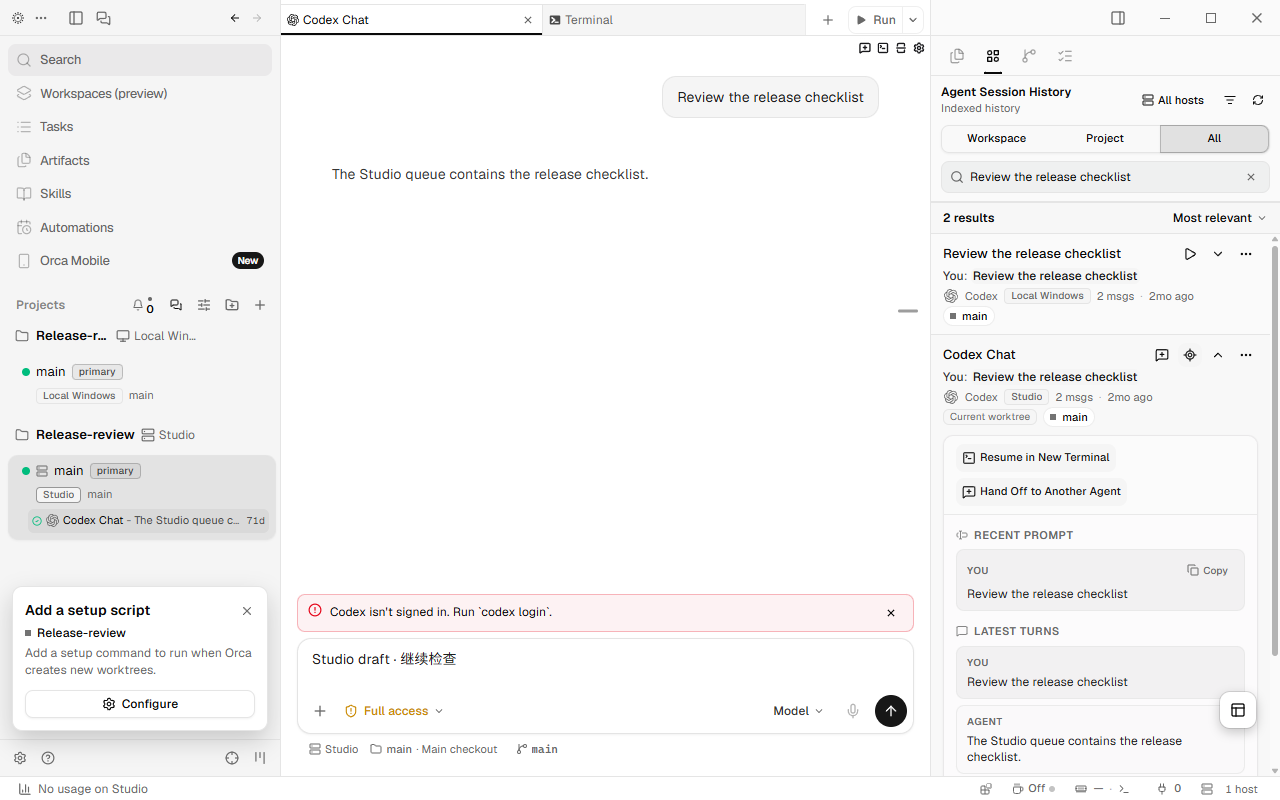 Codex Chat
Terminal
Run
Search
Workspaces (preview)
Tasks
Artifacts
Skills
Automations
Orca Mobile
New
Projects
0
Release-r...
Local Win...
main
primary
Local Windows
main
Release-review
Studio
main
primary
Studio
main
Codex Chat - The Studio queue c...
71d
Add a setup script
Release-review
Add a setup command to run when Orca
creates new worktrees.
Configure
No usage on Studio
Review the release checklist
The Studio queue contains the release checklist.
Codex isn't signed in. Run `codex login`.
Studio draft · 继续检查
Full access
Model
Studio
main · Main checkout
main
Agent Session History
Indexed history
All hosts
Workspace
Project
All
Review the release checklist
2 results
Most relevant
Review the release checklist
You: Review the release checklist
Codex
Local Windows
2 msgs · 2mo ago
main
Codex Chat
You: Review the release checklist
Codex
Studio
2 msgs · 2mo ago
Current worktree
main
Resume in New Terminal
Hand Off to Another Agent
RECENT PROMPT
YOU
Copy
Review the release checklist
LATEST TURNS
YOU
Review the release checklist
AGENT
The Studio queue contains the release
checklist.
Off
0
1 host